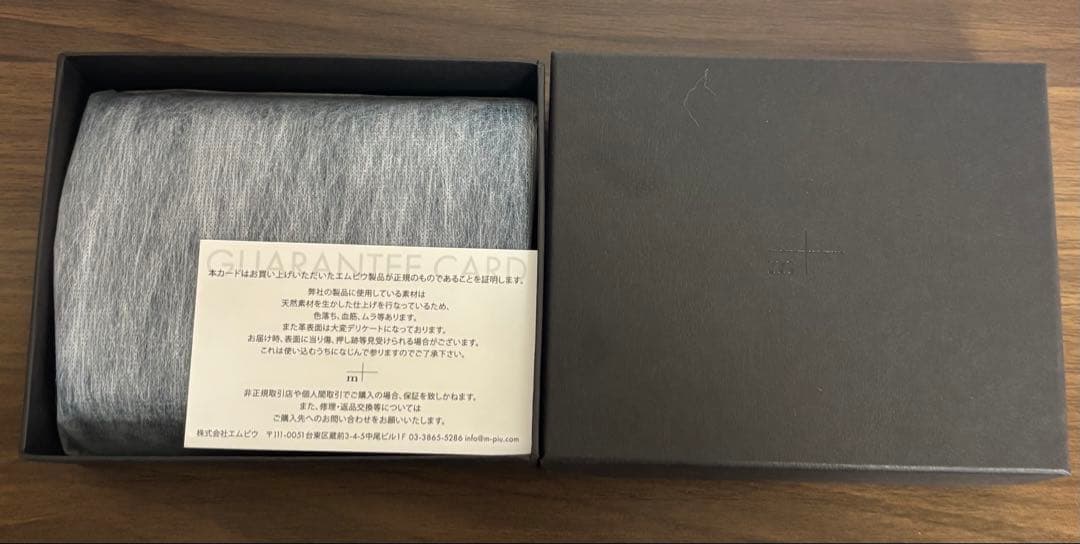 GUARANTEE CARD
本カードはお買い上げいただいたエムピウ製品が正規のものであることを証明します。
弊社の製品に使用している素材は
天然素材を生かした仕上げを行なっているため、
色落ち、血筋、ムラ等あります。
また革表面は大変デリケートになっております。
お届け時、表面に当り傷、押し跡等見受けられる場合がございます。
これは使い込むうちになじんで参りますのでご了承下さい。
m+
非正規取引店や個人間取引でご購入の場合、保証を致しかねます。
また、修理・返品交換等については
ご購入先へのお問い合わせをお願いいたします。
株式会社エムピウ 〒111-0051台東区蔵前3-4-5中尾ビル1F 03-3865-5286 info@m-piu.com
m+